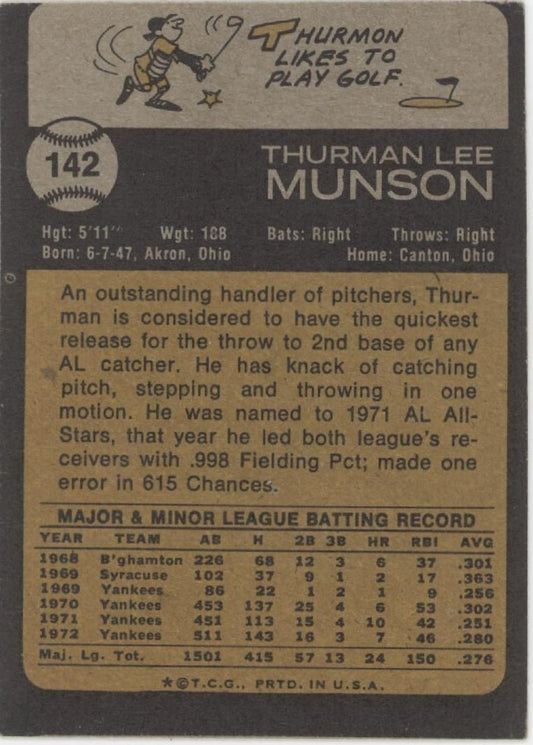 THURMON
LIKES TO
PLAY GOLF.
142
THURMAN LEE
MUNSON
Hgt: 5'11" Wgt: 188 Bats: Right Throws: Right
Born: 6-7-47, Akron, Ohio Home: Canton, Ohio
An outstanding handler of pitchers, Thur-
man is considered to have the quickest
release for the throw to 2nd base of any
AL catcher. He has knack of catching
pitch, stepping and throwing in one
motion. He was named to 1971 AL All-
Stars, that year he led both league's re-
ceivers with .998 Fielding Pct; made one
error in 615 Chances.
MAJOR & MINOR LEAGUE BATTING RECORD
YEAR TEAM AB H 2B 3B HR RBI AVG
1968 B'ghamton 226 68 12 3 6 37 .301
1969 Syracuse 102 37 9 1 2 17 .363
1969 Yankees 86 22 1 2 1 9 .256
1970 Yankees 453 137 25 4 6 53 .302
1971 Yankees 451 113 15 4 10 42 .251
1972 Yankees 511 143 16 3 7 46 .280
Maj. Lg. Tot. 1501 415 57 13 24 150 .276
*©T.C.G., PRTD. IN U.S.A.